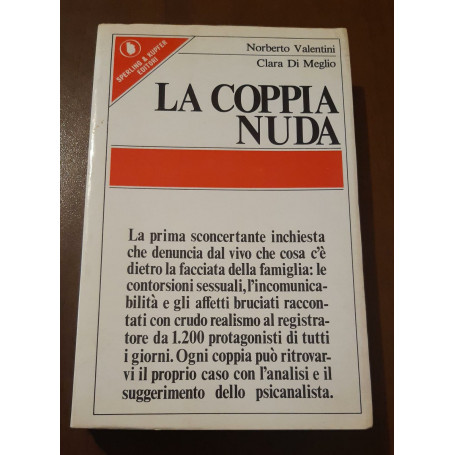 SPERLING & KUPFER
EDITORI
Norberto Valentini
Clara Di Meglio
LA COPPIA
NUDA
La prima sconcertante inchiesta
che denuncia dal vivo che cosa c'è
dietro la facciata della famiglia: le
contorsioni sessuali, l'incomunica-
bilità e gli affetti bruciati raccon-
tati con crudo realismo al registra-
tore da 1.200 protagonisti di tutti
i giorni. Ogni coppia può ritrovar-
vi il proprio caso con l'analisi e il
suggerimento dello psicanalista.